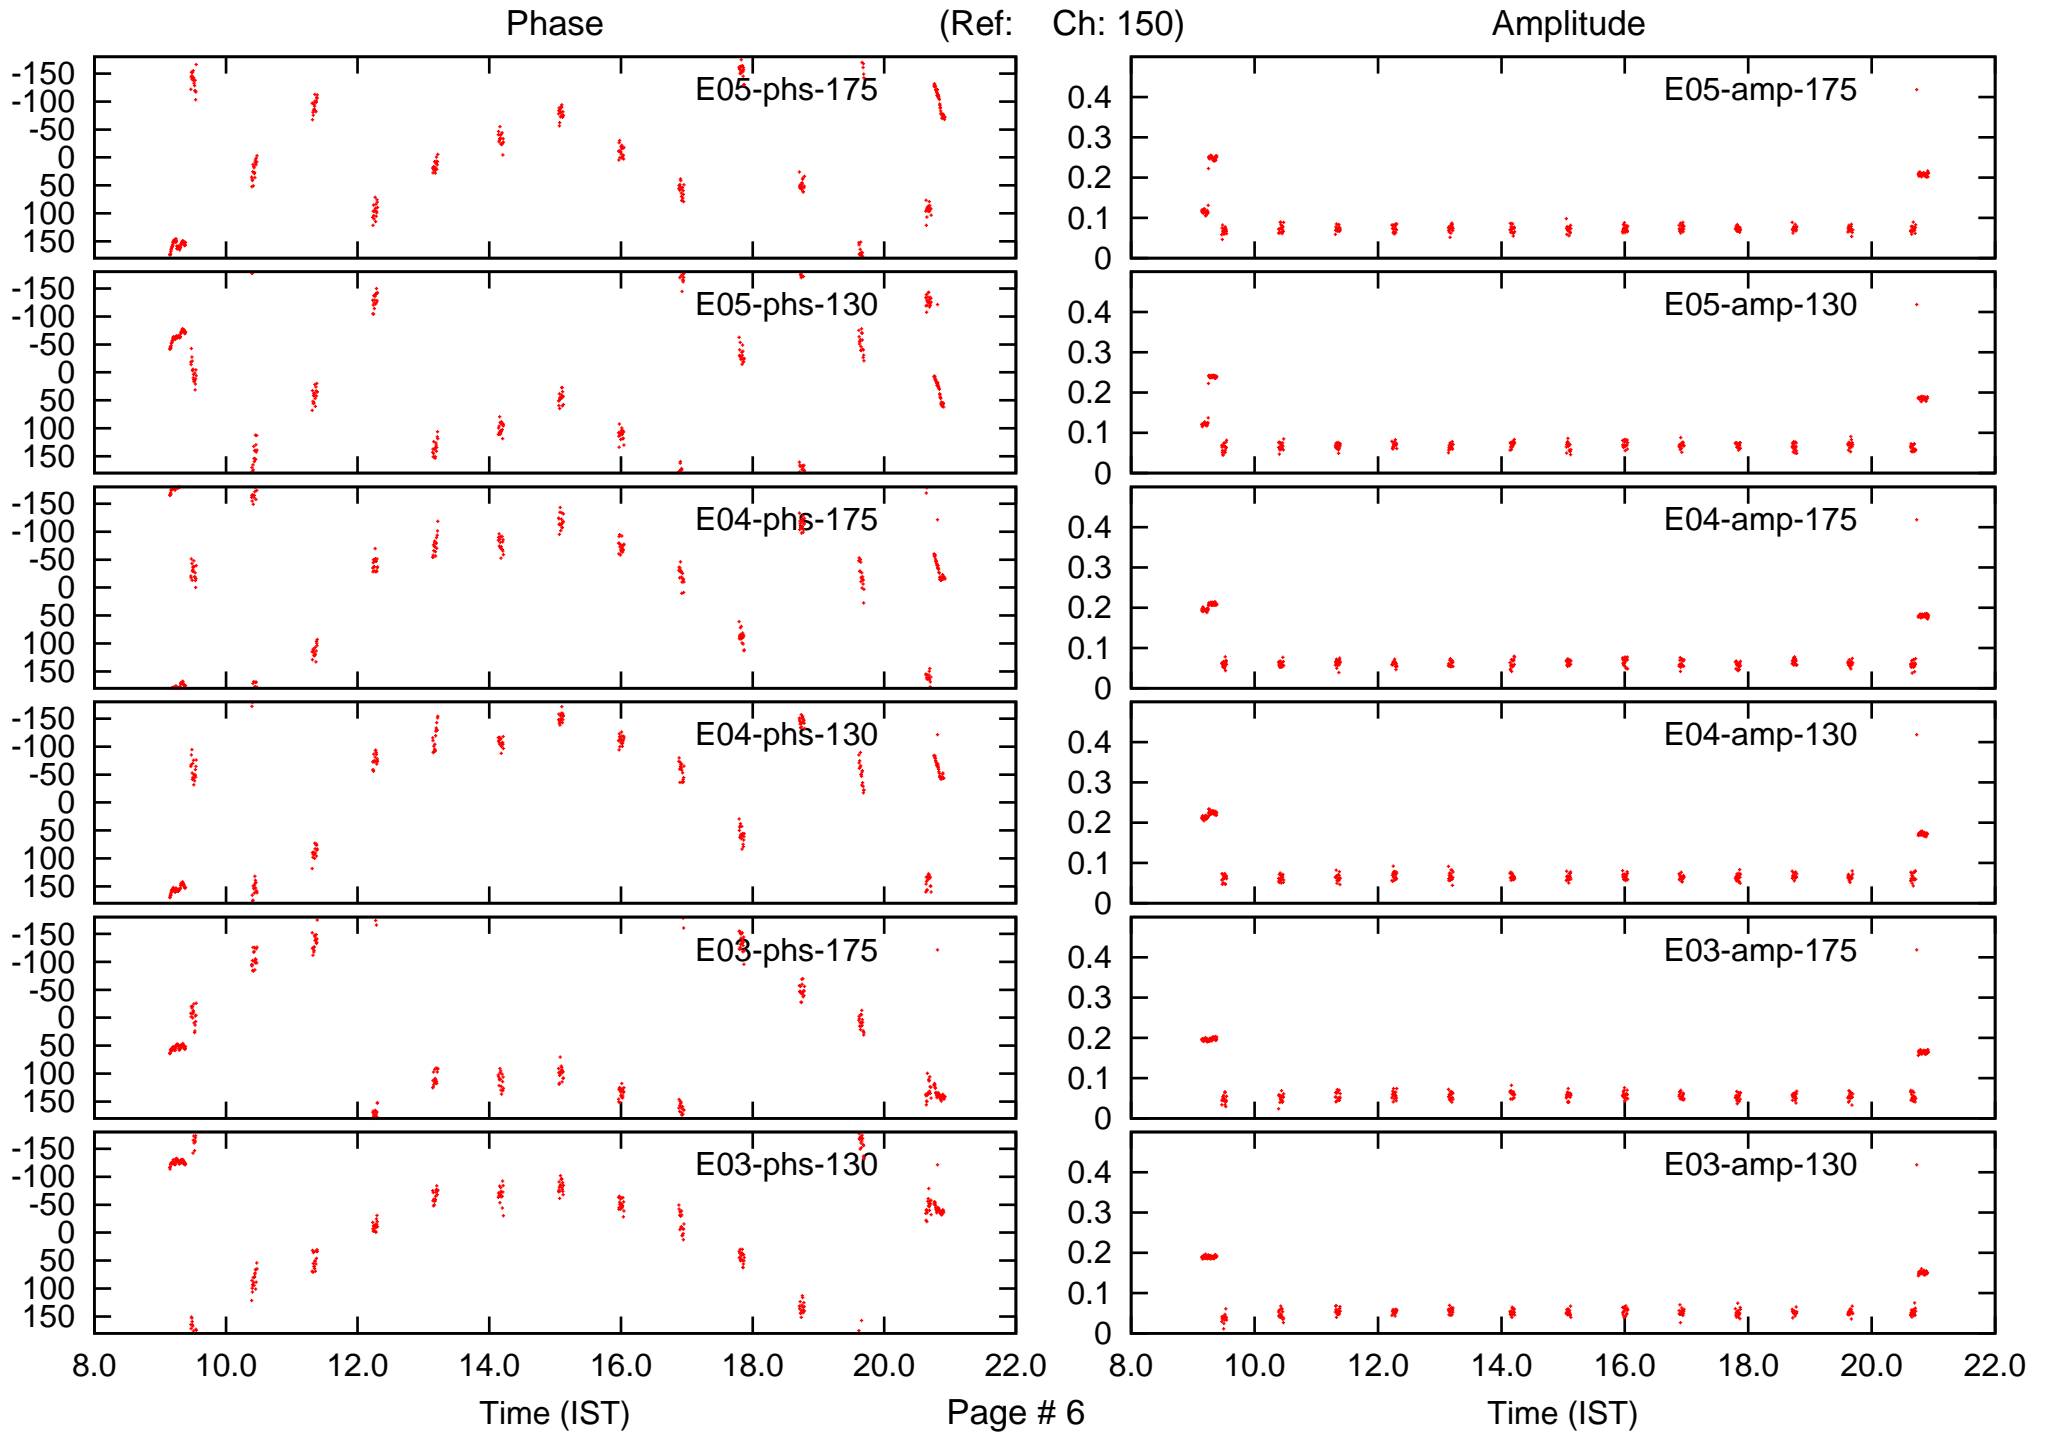 Phase (Ref: Ch: 150) Amplitude
-150 -100 -50 0 50 100 150 E05-phs-175 0.4 0.3 0.2 0.1 0 E05-amp-175
-150 -100 -50 0 50 100 150 E05-phs-130 0.4 0.3 0.2 0.1 0 E05-amp-130
-150 -100 -50 0 50 100 150 E04-phs-175 0.4 0.3 0.2 0.1 0 E04-amp-175
-150 -100 -50 0 50 100 150 E04-phs-130 0.4 0.3 0.2 0.1 0 E04-amp-130
-150 -100 -50 0 50 100 150 E03-phs-175 0.4 0.3 0.2 0.1 0 E03-amp-175
-150 -100 -50 0 50 100 150 E03-phs-130 0.4 0.3 0.2 0.1 0 E03-amp-130
8.0 10.0 12.0 14.0 16.0 18.0 20.0 22.0 8.0 10.0 12.0 14.0 16.0 18.0 20.0 22.0
Time (IST) Page # 6 Time (IST)